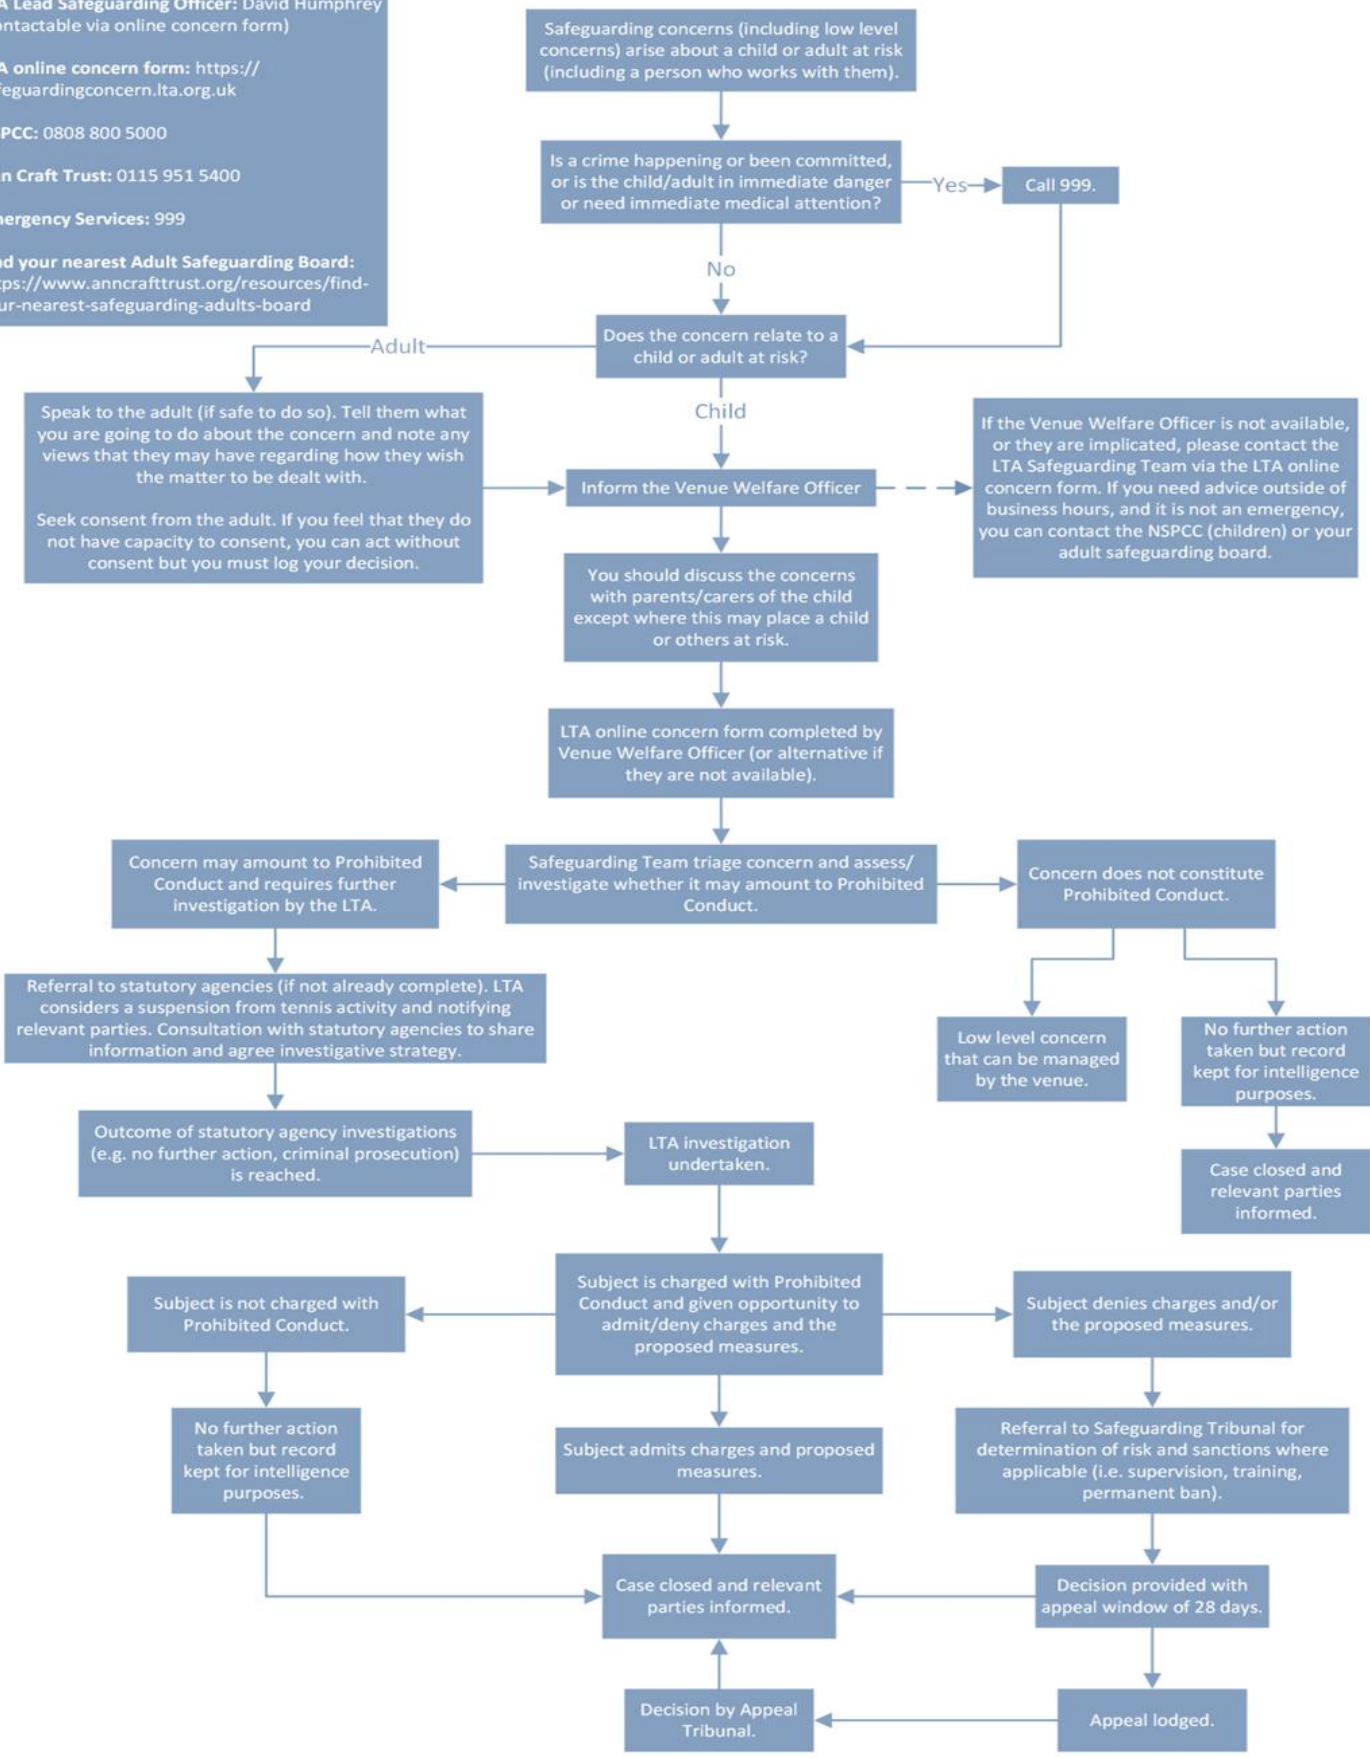 Lead Safeguarding Officer: David Humphrey
via online concern form)
online concern form: https://
0808 800 5000
Craft Trust: 0115 951 5400
Services: 999
your nearest Adult Safeguarding Board:
Safeguarding concerns (including low level
concerns) arise about a child or adult at risk
(including a person who works with them).
Is a crime happening or been committed,
or is the child/adult in immediate danger
or need immediate medical attention?
Yes
Call 999.
No
Does the concern relate to a
child or adult at risk?
Adult
Child
Speak to the adult (if safe to do so). Tell them what
you are going to do about the concern and note any
views that they may have regarding how they wish
the matter to be dealt with.
Seek consent from the adult. If you feel that they do
not have capacity to consent, you can act without
consent but you must log your decision.
Inform the Venue Welfare Officer
If the Venue Welfare Officer is not available,
or they are implicated, please contact the
LTA Safeguarding Team via the LTA online
concern form. If you need advice outside of
business hours, and it is not an emergency,
you can contact the NSPCC (children) or your
adult safeguarding board.
You should discuss the concerns
with parents/carers of the child
except where this may place a child
or others at risk.
LTA online concern form completed by
Venue Welfare Officer (or alternative if
they are not available).
Concern may amount to Prohibited
Conduct and requires further
investigation by the LTA.
Safeguarding Team triage concern and assess/
investigate whether it may amount to Prohibited
Conduct.
Concern does not constitute
Prohibited Conduct.
Referral to statutory agencies (if not already complete). LTA
considers a suspension from tennis activity and notifying
relevant parties. Consultation with statutory agencies to share
information and agree investigative strategy.
Low level concern
that can be managed
by the venue.
No further action
taken but record
kept for intelligence
purposes.
Outcome of statutory agency investigations
(e.g. no further action, criminal prosecution)
is reached.
LTA investigation
undertaken.
Case closed and
relevant parties
informed.
Subject is not charged with
Prohibited Conduct.
Subject is charged with Prohibited
Conduct and given opportunity to
admit/deny charges and the
proposed measures.
Subject denies charges and/or
the proposed measures.
No further action
taken but record
kept for intelligence
purposes.
Subject admits charges and proposed
measures.
Referral to Safeguarding Tribunal for
determination of risk and sanctions where
applicable (i.e. supervision, training,
permanent ban).
Case closed and relevant
parties informed.
Decision provided with
appeal window of 28 days.
Decision by Appeal
Tribunal.
Appeal lodged.